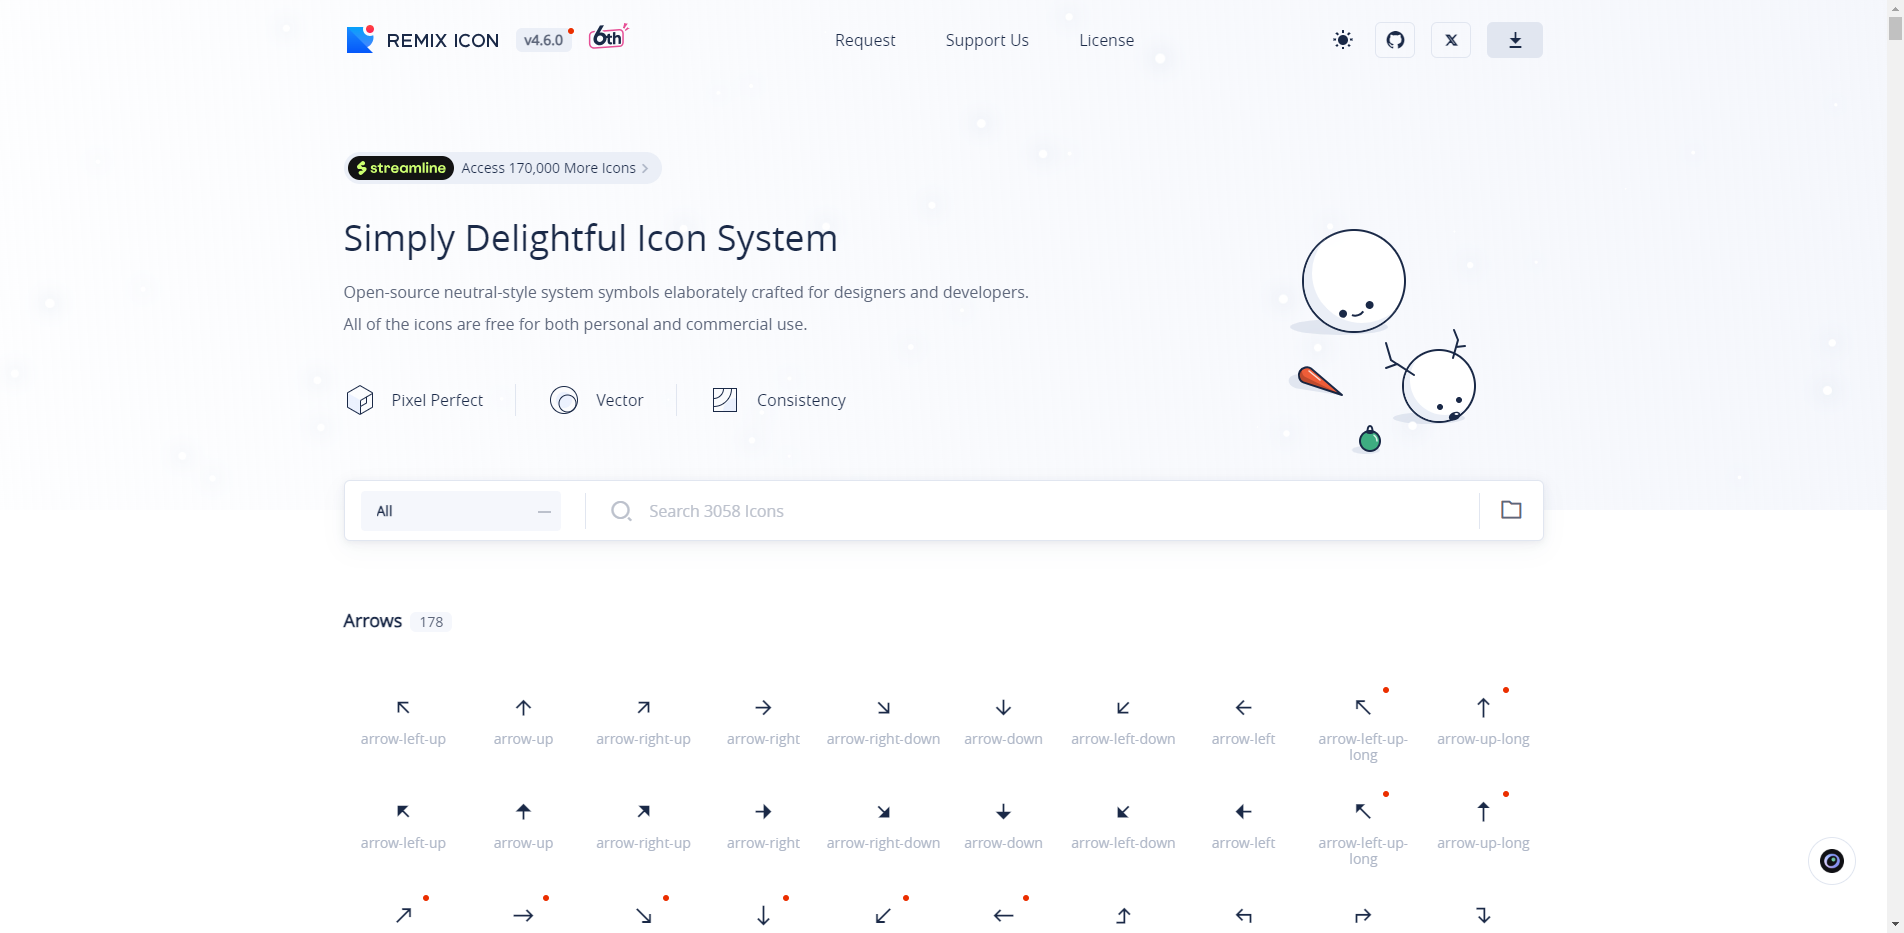 REMIX ICON v4.6.0 6th Request Support Us License
streamline Access 170,000 More Icons
Simply Delightful Icon System
Open-source neutral-style system symbols elaborately crafted for designers and developers.
All of the icons are free for both personal and commercial use.
Pixel Perfect Vector Consistency
All Search 3058 Icons
Arrows 178
arrow-left-up arrow-up arrow-right-up arrow-right arrow-right-down arrow-down arrow-left-down arrow-left arrow-left-up- arrow-up-long
long
arrow-left-up arrow-up arrow-right-up arrow-right arrow-right-down arrow-down arrow-left-down arrow-left arrow-left-up- arrow-up-long
long